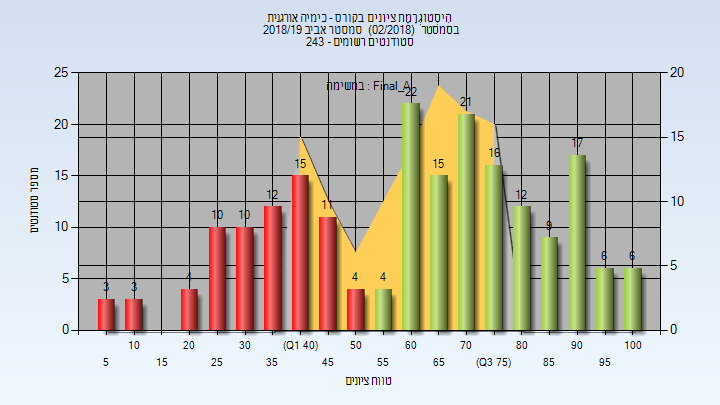 היסטוגרמת ציונים בקורס - כימיה אורגנית
בסמסטר (02/2018) סמסטר אביב 2018/19
סטודנטים רשומים - 243
במשימה : Final_A
מספר סטודנטים
25 20 15 10 5 0
20 15 10 5 0
3 3 4 10 10 12 15 11 4 4 22 15 21 16 12 9 17 6 6
10 20 30 (Q1 40) 50 60 70 80 90 100
5 15 25 35 45 55 65 (Q3 75) 85 95
טווח ציונים